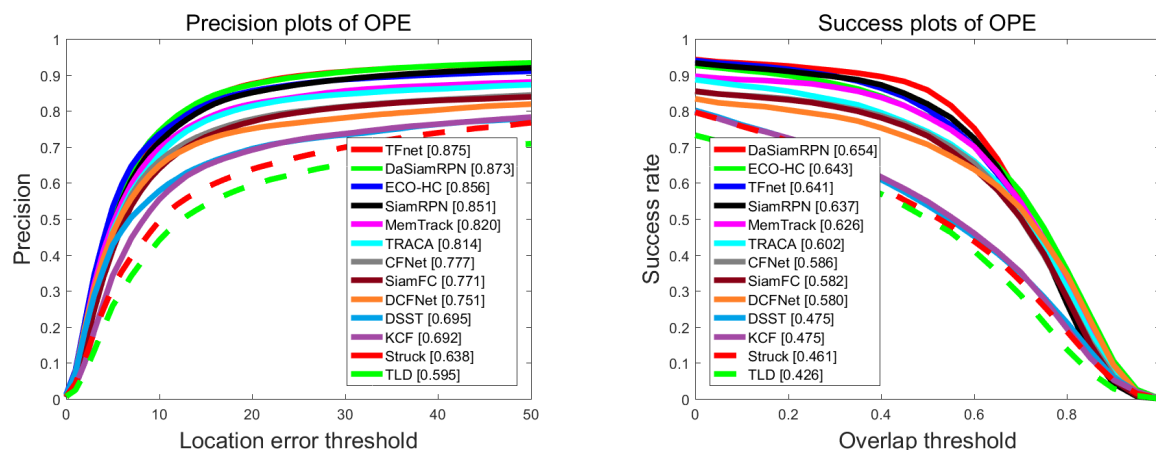 Precision plots of OPE
1
0.9
0.8
0.7
0.6
0.5
0.4
0.3
0.2
0.1
0
Precision
TFnet [0.875]
DaSiamRPN [0.873]
ECO-HC [0.856]
SiamRPN [0.851]
MemTrack [0.820]
TRACA [0.814]
CFNet [0.777]
SiamFC [0.771]
DCFNet [0.751]
DSST [0.695]
KCF [0.692]
Struck [0.638]
TLD [0.595]
0 10 20 30 40 50
Location error threshold
Success plots of OPE
1
0.9
0.8
0.7
0.6
0.5
0.4
0.3
0.2
0.1
0
Success rate
DaSiamRPN [0.654]
ECO-HC [0.643]
TFnet [0.641]
SiamRPN [0.637]
MemTrack [0.626]
TRACA [0.602]
CFNet [0.586]
SiamFC [0.582]
DCFNet [0.580]
DSST [0.475]
KCF [0.475]
Struck [0.461]
TLD [0.426]
0 0.2 0.4 0.6 0.8
Overlap threshold